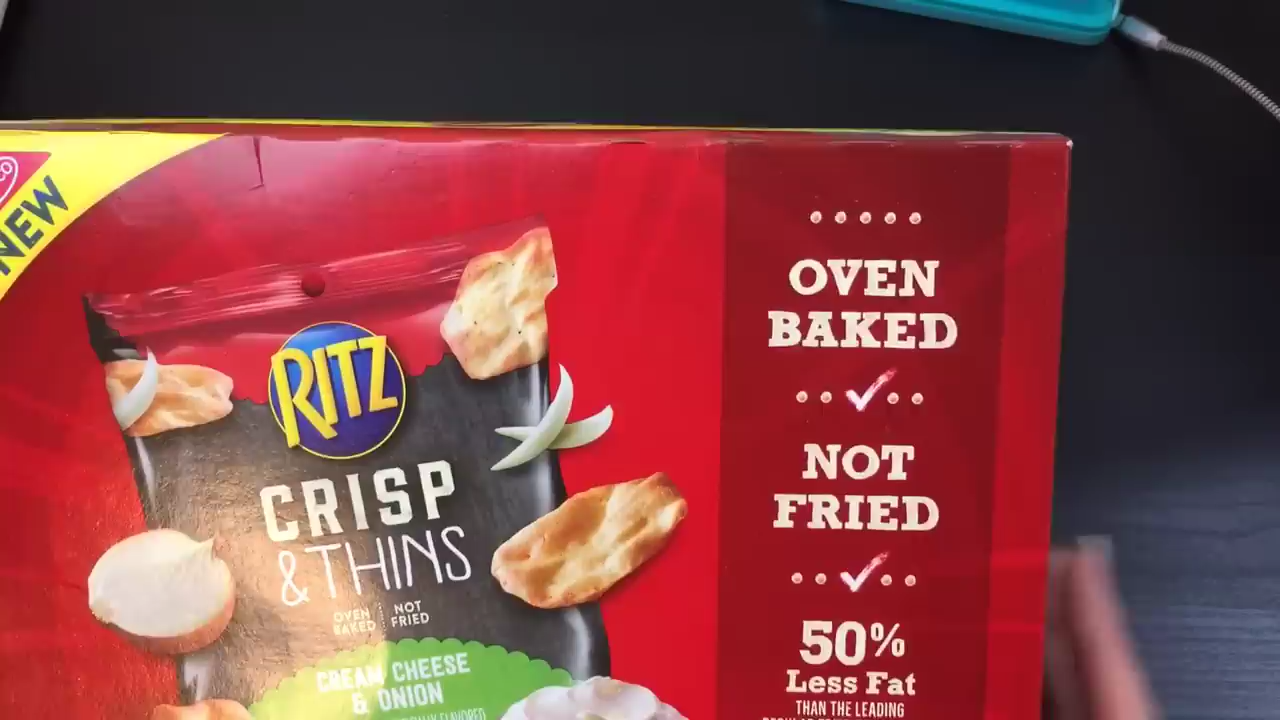 NEW
RITZ
CRISP
& THINS
OVEN
BAKED
NOT
FRIED
CREAM CHEESE
& ONION
OVEN
BAKED
NOT
FRIED
50%
Less Fat
THAN THE LEADING